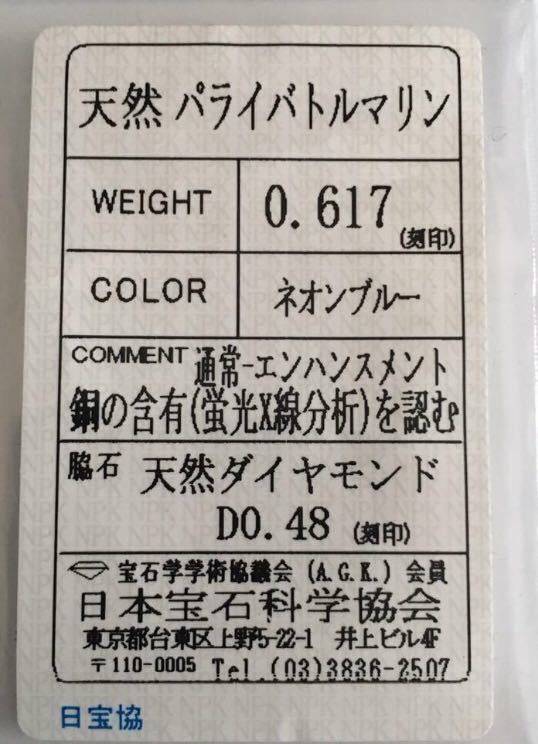 天然 パライバトルマリン
WEIGHT 0.617 (刻印)
COLOR ネオンブルー
COMMENT 通常-エンハンスメント
銅の含有(蛍光X線分析)を認む
脇石 天然ダイヤモンド
D0.48 (刻印)
宝石学学術協議会 (A.G.K.) 会員
日本宝石科学協会
東京都台東区上野5-22-1 井上ビル4F
〒110-0005 Tel.(03)3836-2507
日宝協